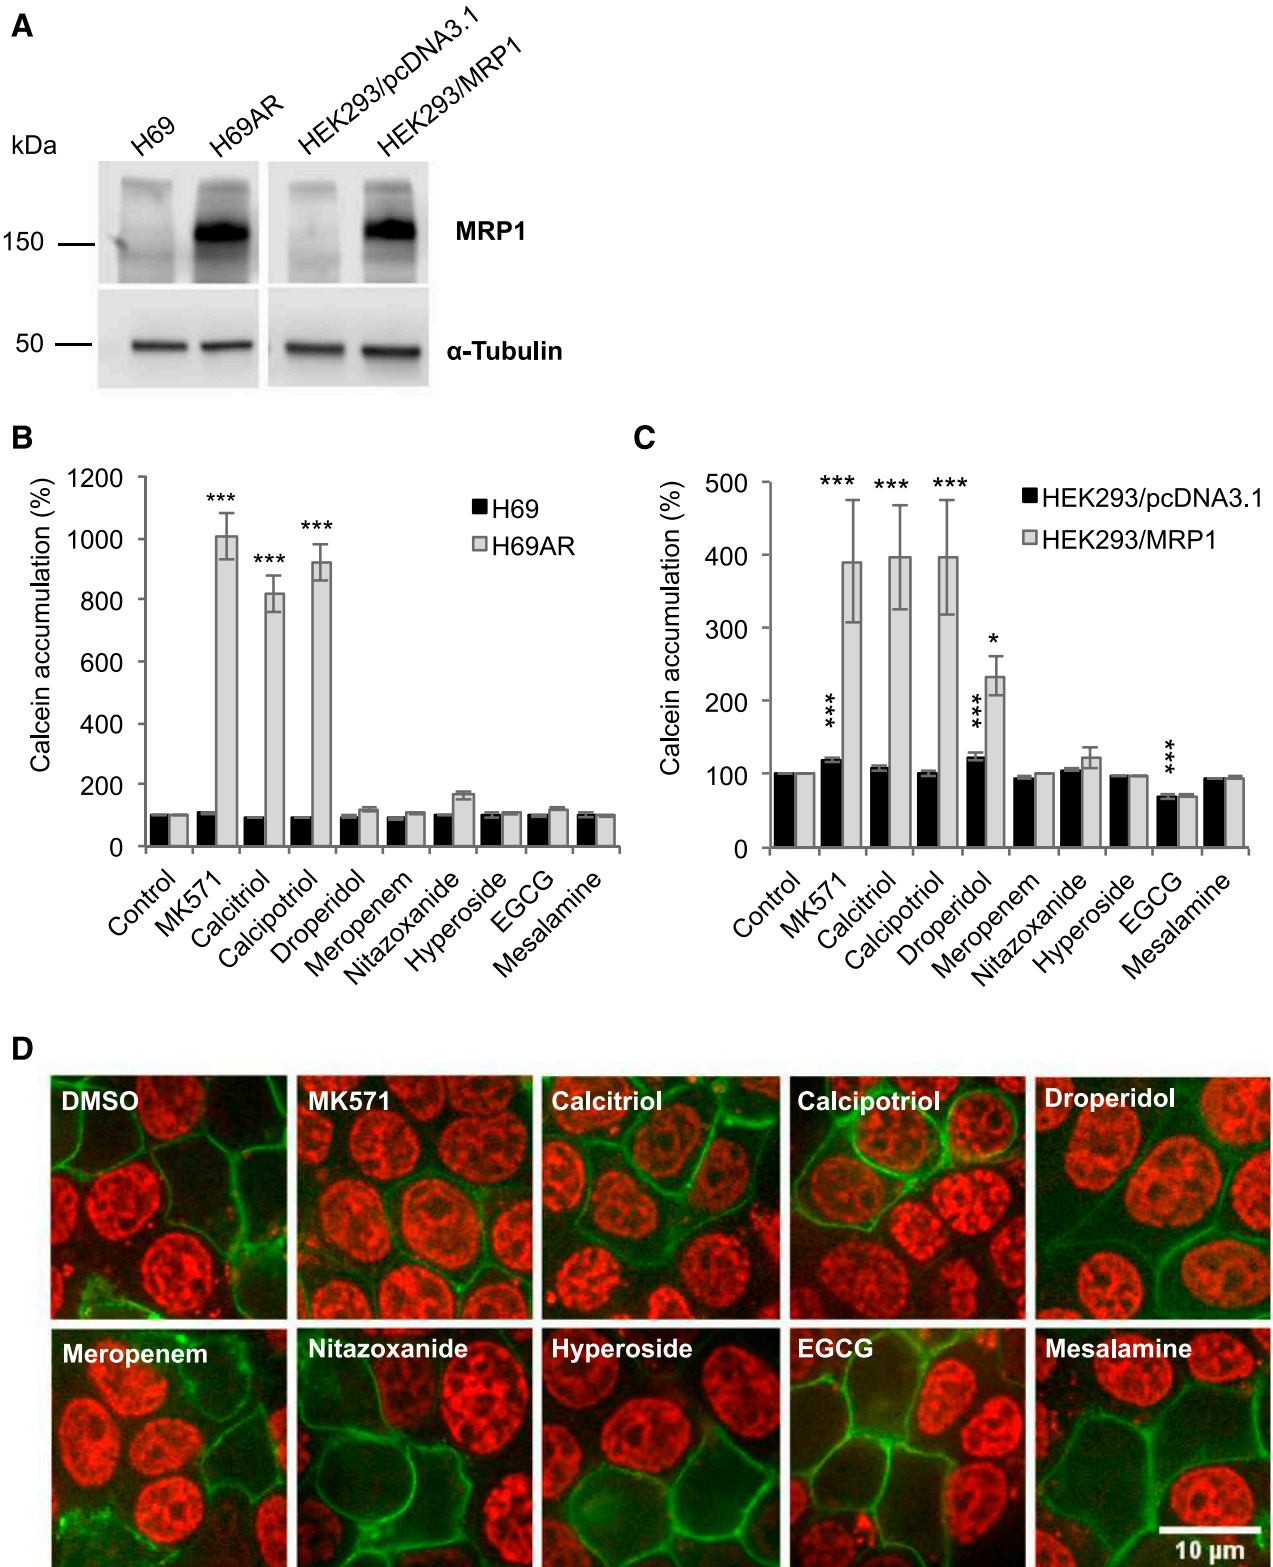 A
kDa
H69
H69AR
HEK293/pcDNA3.1
HEK293/MRP1
150
MRP1
50
α-Tubulin
B
Calcein accumulation (%)
1200
1000
800
600
400
200
0
***
***
***
H69
H69AR
Control
MK571
Calcitriol
Calcipotriol
Droperidol
Meropenem
Nitazoxanide
Hyperoside
EGCG
Mesalamine
C
Calcein accumulation (%)
500
400
300
200
100
0
***
***
***
***
***
*
***
HEK293/pcDNA3.1
HEK293/MRP1
Control
MK571
Calcitriol
Calcipotriol
Droperidol
Meropenem
Nitazoxanide
Hyperoside
EGCG
Mesalamine
D
DMSO
MK571
Calcitriol
Calcipotriol
Droperidol
Meropenem
Nitazoxanide
Hyperoside
EGCG
Mesalamine
10 µm